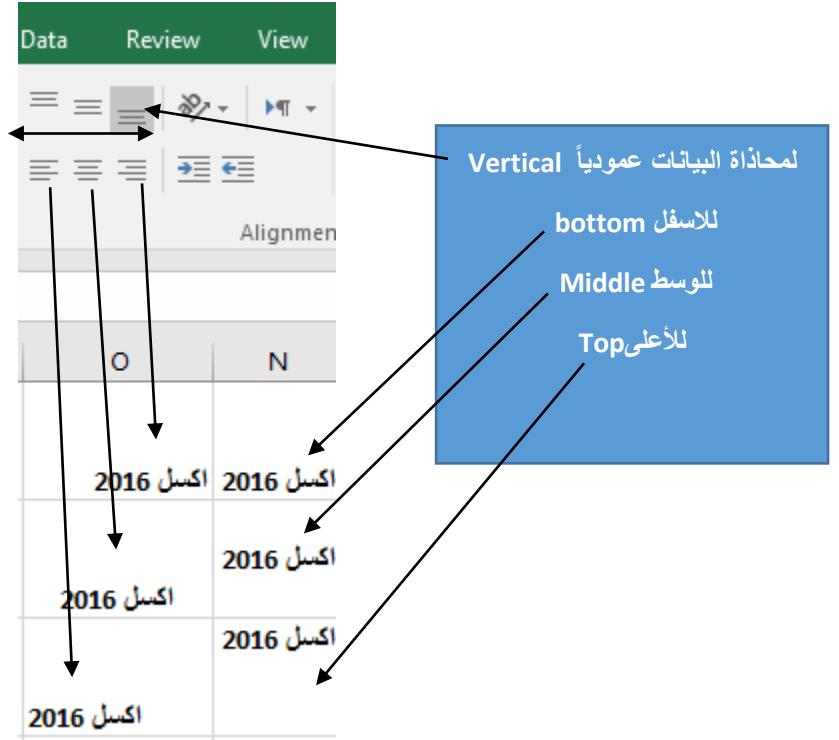 Data Review View
ab
Alignmen
لمحاذاة البيانات عمودياً Vertical
للاسفل bottom
للوسط Middle
للأعلىTop
O N
اكسل 2016 اكسل 2016
اكسل 2016
اكسل 2016
اكسل 2016
اكسل 2016